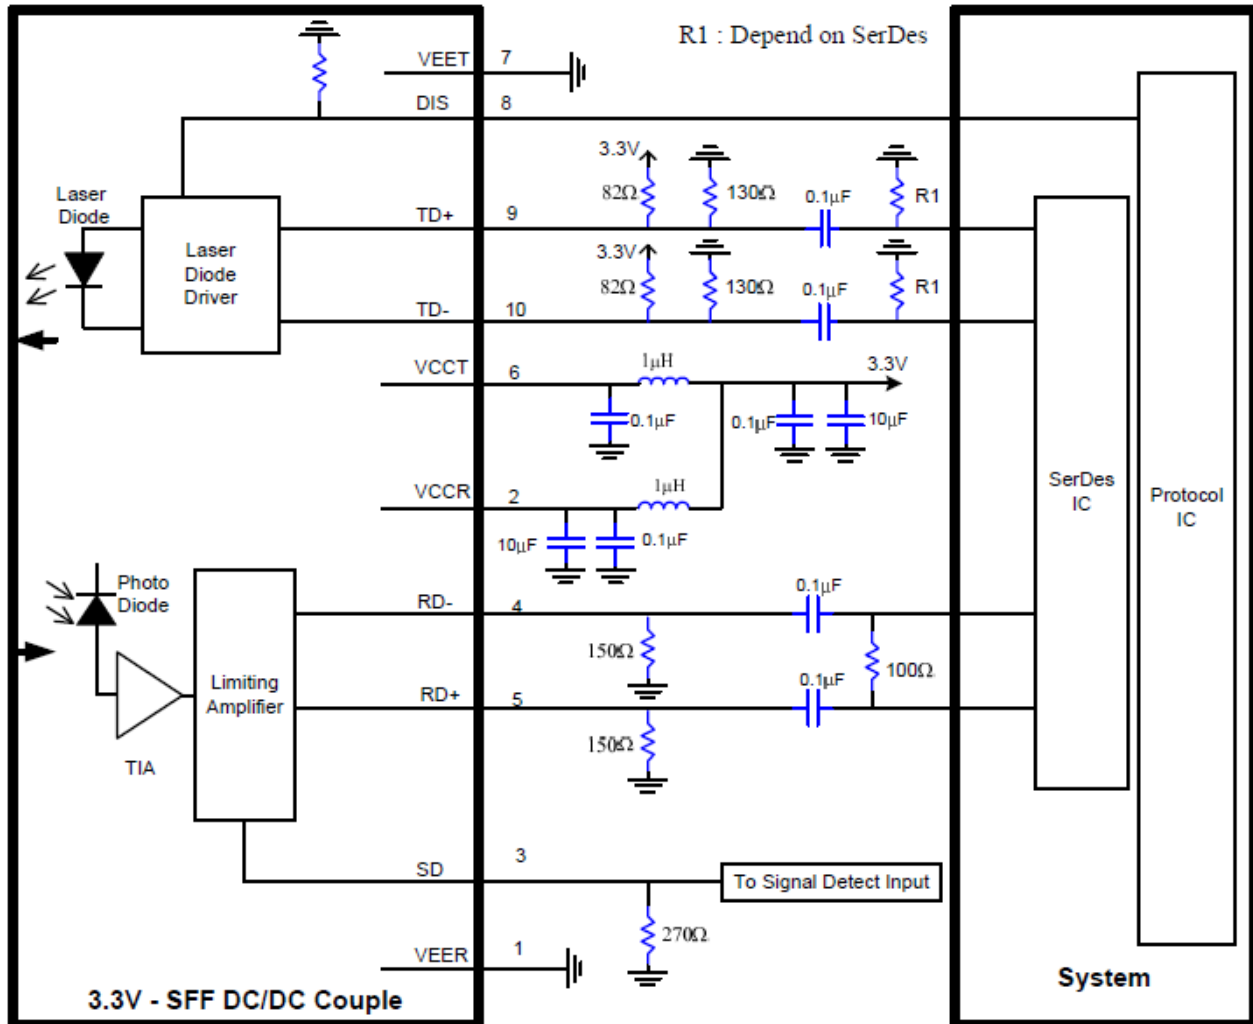 R1 : Depend on SerDes
VEET 7
DIS 8
3.3V
82Ω
130Ω
0.1μF
R1
Laser
Diode
TD+ 9
Laser
Diode
Driver
3.3V
82Ω
130Ω
0.1μF
R1
TD- 10
VCCT 6
1μH
3.3V
0.1μF
0.1μF
10μF
VCCR 2
1μH
10μF
0.1μF
SerDes
IC
Protocol
IC
Photo
Diode
RD- 4
0.1μF
150Ω
100Ω
Limiting
Amplifier
RD+ 5
0.1μF
150Ω
TIA
SD 3
To Signal Detect Input
270Ω
VEER 1
3.3V - SFF DC/DC Couple
System